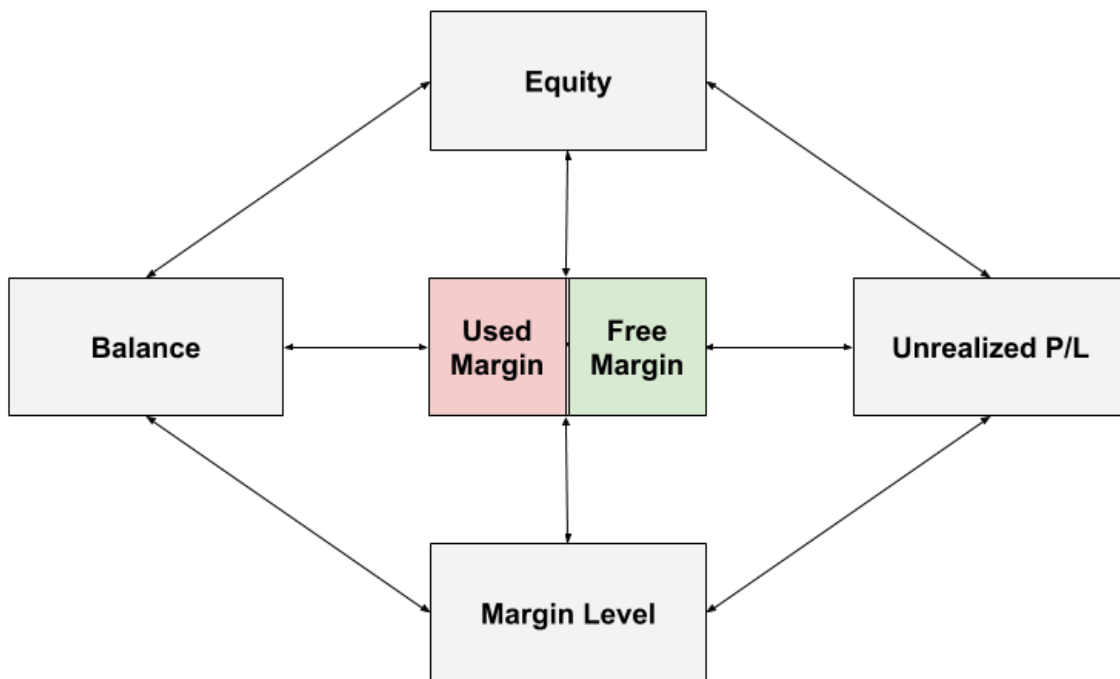 Equity
Balance
Used
Margin
Free
Margin
Unrealized P/L
Margin Level